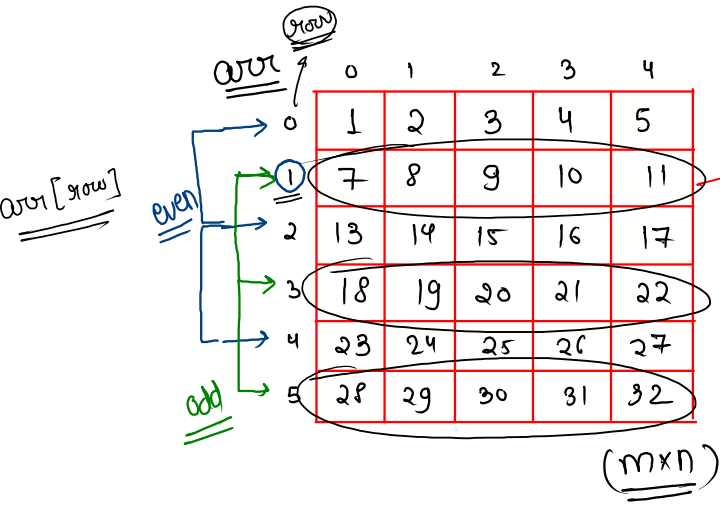 row
arr 0 1 2 3 4
0 1 2 3 4 5
1 7 8 9 10 11
arr[row]
even
2 13 14 15 16 17
3 18 19 20 21 22
4 23 24 25 26 27
odd
5 28 29 30 31 32
(m×n)